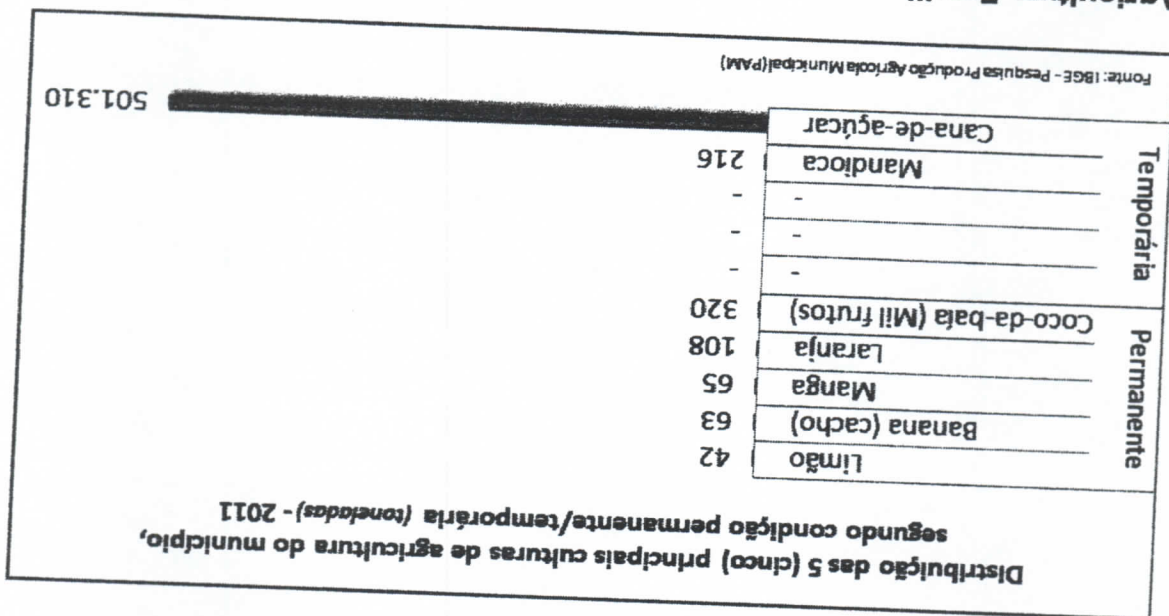 Distribuição das 5 (cinco) principais culturas de agricultura do município,
segundo condição permanente/temporária (toneladas) - 2011
Permanente
Limão 42
Banana (cacho) 63
Manga 65
Laranja 108
Coco-da-baía (Mil frutos) 320
Temporária
- -
- -
- -
Mandioca 216
Cana-de-açúcar 501.310
Fonte: IBGE - Pesquisa Produção Agrícola Municipal(PAM)